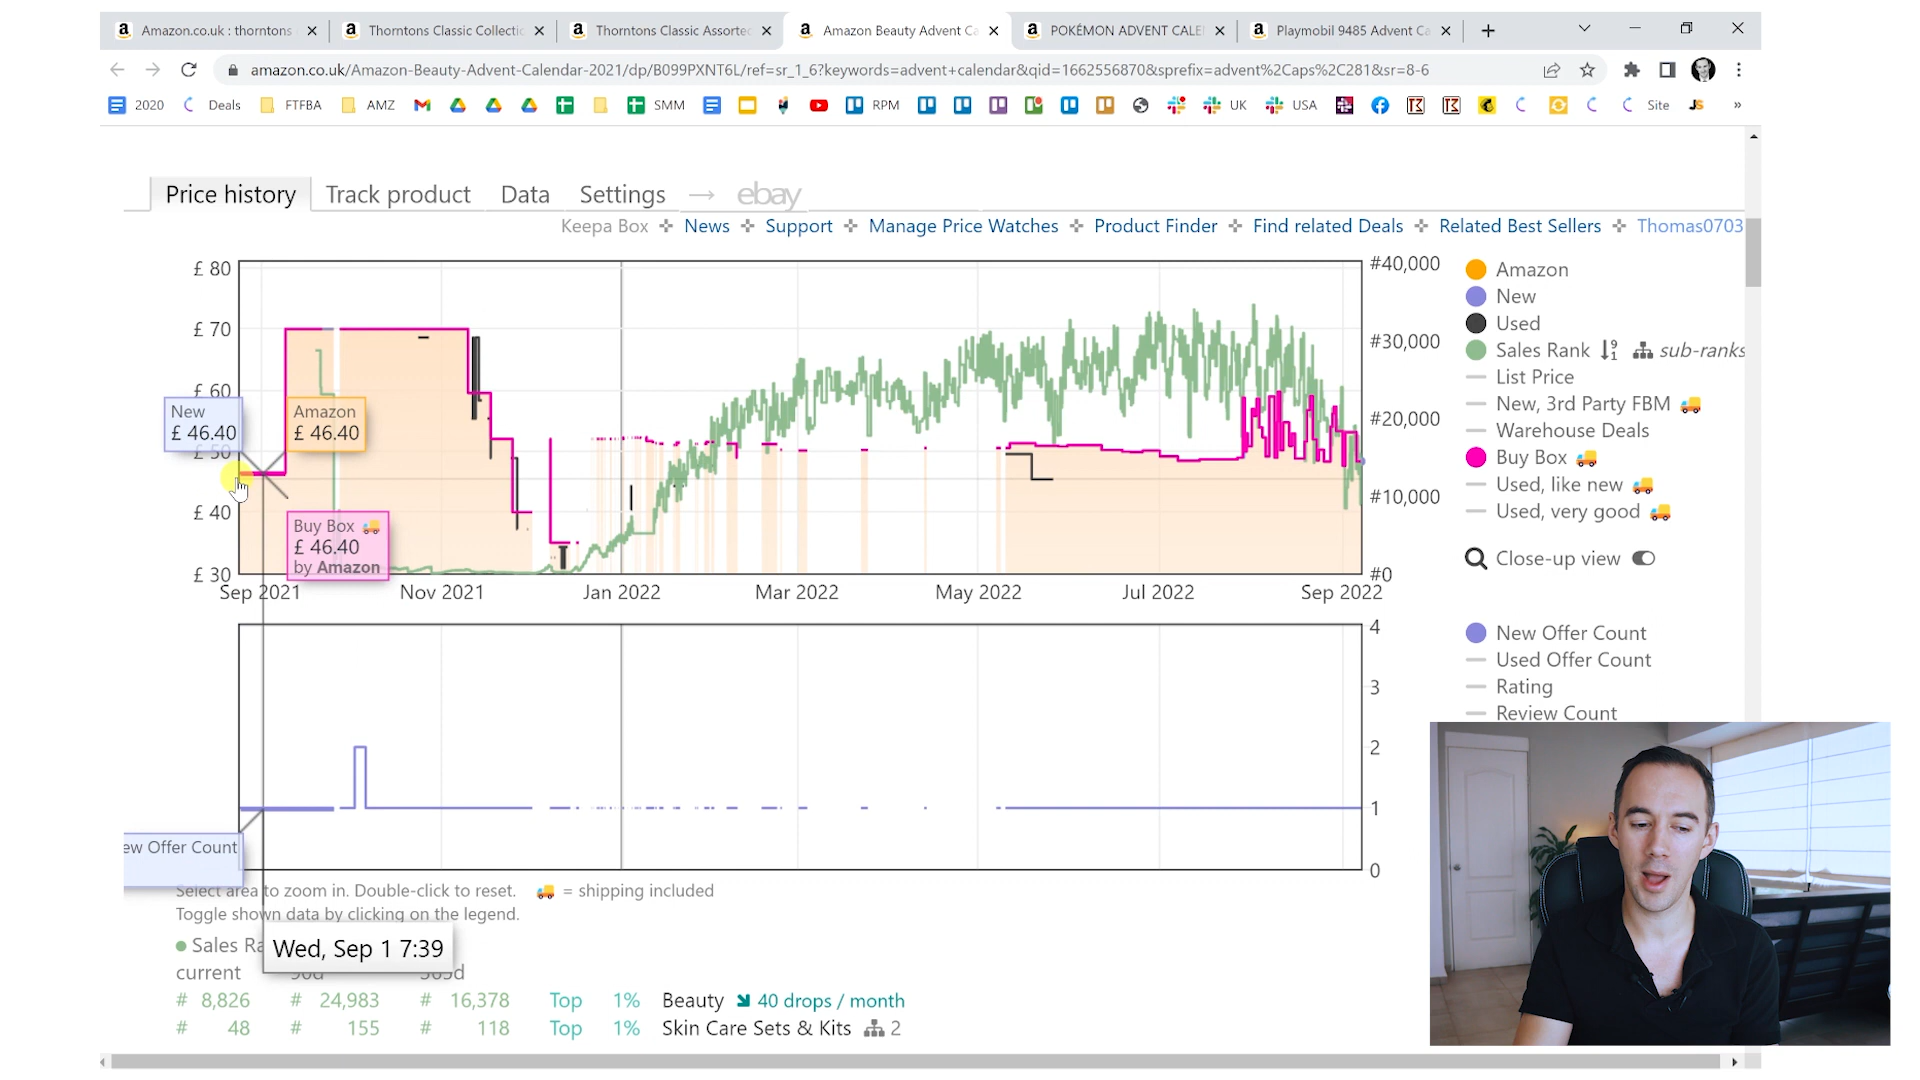 Amazon.co.uk : thorntons
Thorntons Classic Collecti
Thorntons Classic Assorte
Amazon Beauty Advent Ca
POKÉMON ADVENT CALE
Playmobil 9485 Advent Ca
amazon.co.uk/Amazon-Beauty-Advent-Calendar-2021/dp/B099PXNT6L/ref=sr_1_6?keywords=advent+calendar&qid=1662556870&sprefix=advent%2Caps%2C281&sr=8-6
2020 Deals FTFBA AMZ SMM RPM UK USA Site JS »
Price history Track product Data Settings → ebay
Keepa Box News Support Manage Price Watches Product Finder Find related Deals Related Best Sellers Thomas0703
£ 80
£ 70
£ 60
£ 50
£ 40
£ 30
#40,000
#30,000
#20,000
#10,000
#0
New
£ 46.40
Amazon
£ 46.40
Buy Box
£ 46.40
by Amazon
Sep 2021 Nov 2021 Jan 2022 Mar 2022 May 2022 Jul 2022 Sep 2022
Amazon
New
Used
Sales Rank sub-ranks
List Price
New, 3rd Party FBM
Warehouse Deals
Buy Box
Used, like new
Used, very good
Close-up view
4
3
2
1
0
New Offer Count
Used Offer Count
Rating
Review Count
ew Offer Count
Select area to zoom in. Double-click to reset. = shipping included
Toggle shown data by clicking on the legend.
Sales Ra
Wed, Sep 1 7:39
current 90d 365d
# 8,826 # 24,983 # 16,378 Top 1% Beauty 40 drops / month
# 48 # 155 # 118 Top 1% Skin Care Sets & Kits 2